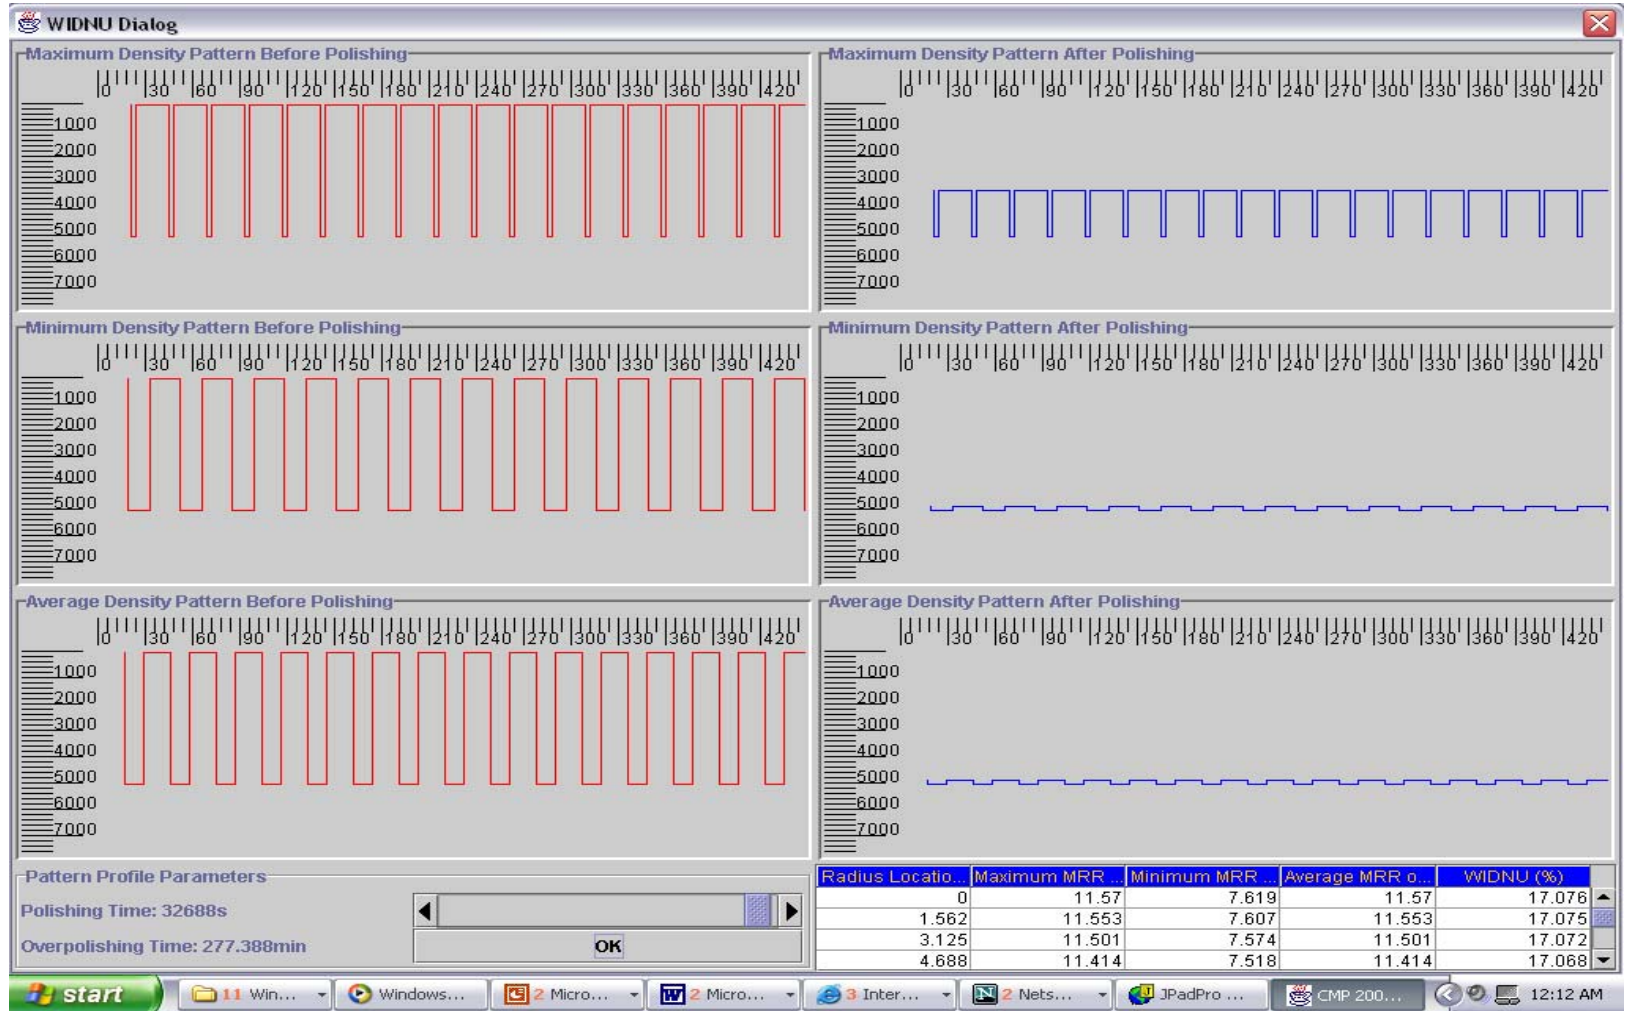 WIDNU Dialog
Maximum Density Pattern Before Polishing
0 30 60 90 120 150 180 210 240 270 300 330 360 390 420
1000
2000
3000
4000
5000
6000
7000
Maximum Density Pattern After Polishing
0 30 60 90 120 150 180 210 240 270 300 330 360 390 420
1000
2000
3000
4000
5000
6000
7000
Minimum Density Pattern Before Polishing
0 30 60 90 120 150 180 210 240 270 300 330 360 390 420
1000
2000
3000
4000
5000
6000
7000
Minimum Density Pattern After Polishing
0 30 60 90 120 150 180 210 240 270 300 330 360 390 420
1000
2000
3000
4000
5000
6000
7000
Average Density Pattern Before Polishing
0 30 60 90 120 150 180 210 240 270 300 330 360 390 420
1000
2000
3000
4000
5000
6000
7000
Average Density Pattern After Polishing
0 30 60 90 120 150 180 210 240 270 300 330 360 390 420
1000
2000
3000
4000
5000
6000
7000
Pattern Profile Parameters
Polishing Time: 32688s
Overpolishing Time: 277.388min
OK
Radius Locatio... Maximum MRR ... Minimum MRR ... Average MRR o... WIDNU (%)
0 11.57 7.619 11.57 17.076
1.562 11.553 7.607 11.553 17.075
3.125 11.501 7.574 11.501 17.072
4.688 11.414 7.518 11.414 17.068
start 11 Win... Windows... 2 Micro... 2 Micro... 3 Inter... 2 Nets... JPadPro ... CMP 200... 12:12 AM